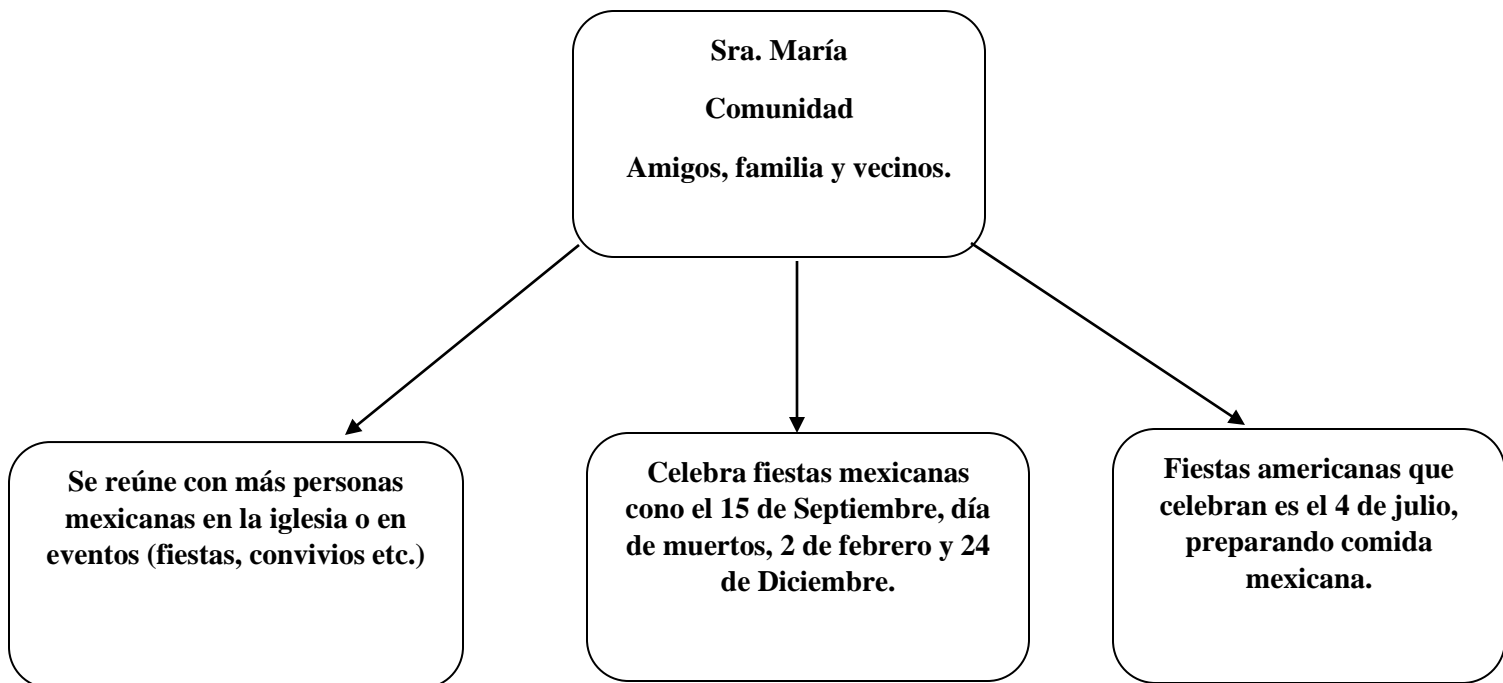 Sra. María
Comunidad
Amigos, familia y vecinos.
Se reúne con más personas
mexicanas en la iglesia o en
eventos (fiestas, convivios etc.)
Celebra fiestas mexicanas
cono el 15 de Septiembre, día
de muertos, 2 de febrero y 24
de Diciembre.
Fiestas americanas que
celebran es el 4 de julio,
preparando comida
mexicana.